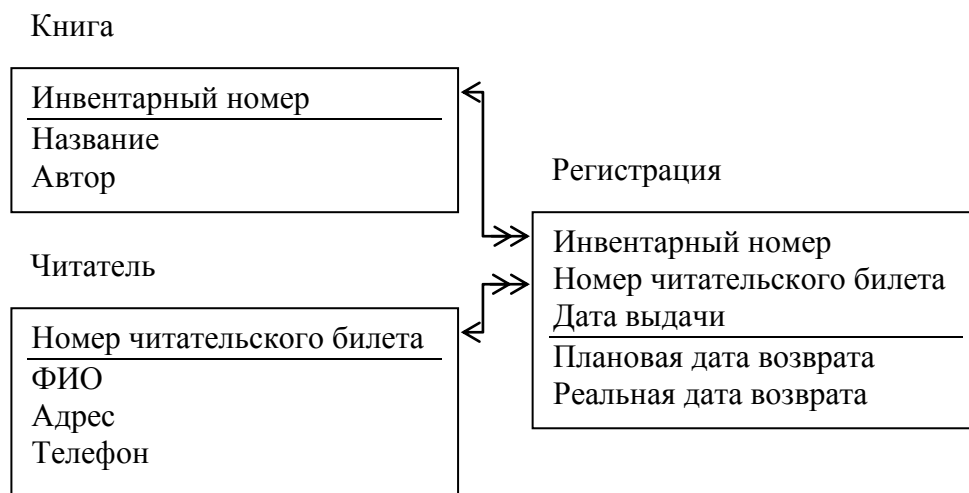 Книга
Инвентарный номер
Название
Автор
Читатель
Номер читательского билета
ФИО
Адрес
Телефон
Регистрация
Инвентарный номер
Номер читательского билета
Дата выдачи
Плановая дата возврата
Реальная дата возврата